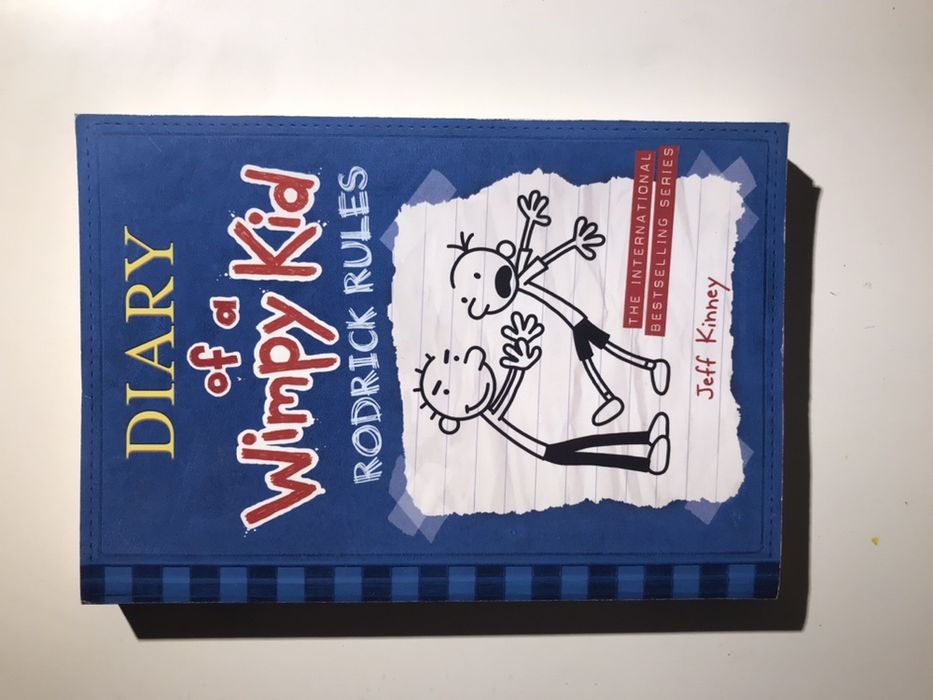 DIARY
of a
Wimpy Kid
RODRICK RULES
THE INTERNATIONAL
BESTSELLING SERIES
Jeff Kinney